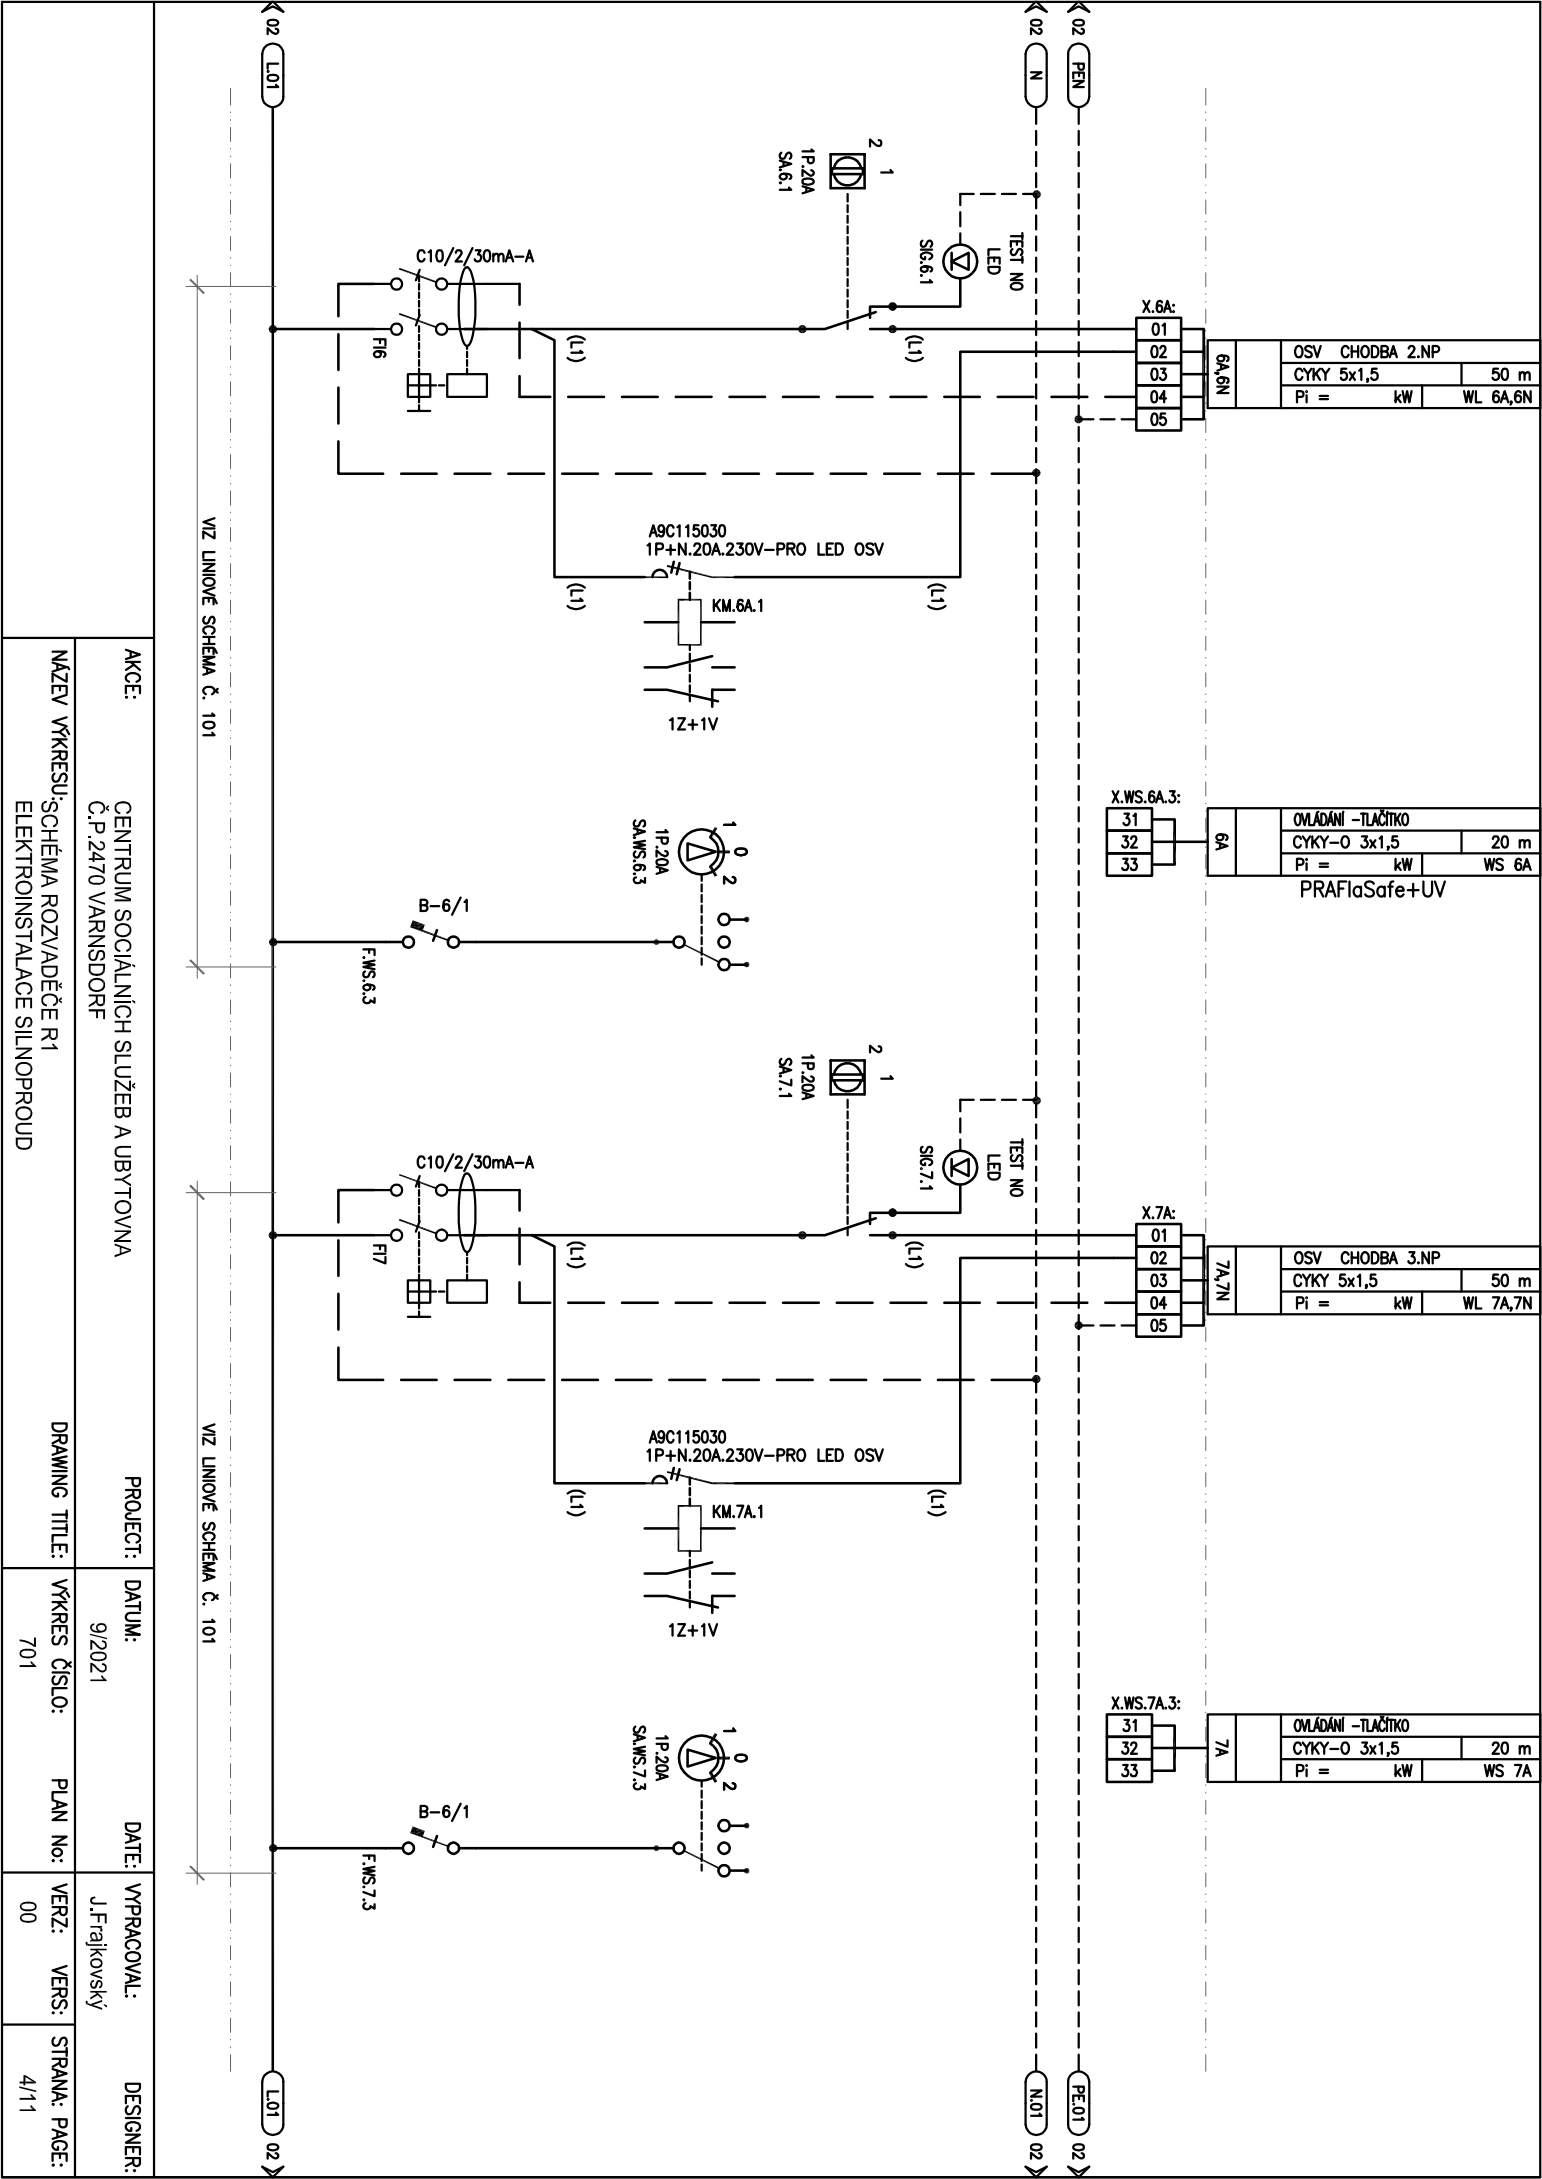 02
L.01
02
N
02
PEN
2
1
1P.20A
SA.6.1
TEST NO
LED
SIG.6.1
C10/2/30mA-A
FI6
(L1)
(L1)
X.6A:
01
02
03
04
05
6A,6N
OSV CHODBA 2.NP
CYKY 5x1,5
50 m
Pi = kW
WL 6A,6N
A9C115030
1P+N.20A.230V-PRO LED OSV
(L1)
(L1)
KM.6A.1
1Z+1V
VIZ LINIOVÉ SCHÉMA Č. 101
1
0
2
1P.20A
SA.WS.6.3
B-6/1
F.WS.6.3
X.WS.6A.3:
31
32
33
6A
OVLÁDÁNÍ -TLAČÍTKO
CYKY-O 3x1,5
20 m
Pi = kW
WS 6A
PRAFlaSafe+UV
2
1
1P.20A
SA.7.1
TEST NO
LED
SIG.7.1
C10/2/30mA-A
FI7
(L1)
(L1)
X.7A:
01
02
03
04
05
7A,7N
OSV CHODBA 3.NP
CYKY 5x1,5
50 m
Pi = kW
WL 7A,7N
A9C115030
1P+N.20A.230V-PRO LED OSV
(L1)
(L1)
KM.7A.1
1Z+1V
VIZ LINIOVÉ SCHÉMA Č. 101
1
0
2
1P.20A
SA.WS.7.3
B-6/1
F.WS.7.3
X.WS.7A.3:
31
32
33
7A
OVLÁDÁNÍ -TLAČÍTKO
CYKY-O 3x1,5
20 m
Pi = kW
WS 7A
L.01
02
N.01
02
PE.01
02
AKCE:
CENTRUM SOCIÁLNÍCH SLUŽEB A UBYTOVNA
Č.P.2470 VARNSDORF
PROJECT:
NÁZEV VÝKRESU:
SCHÉMA ROZVADĚČE R1
ELEKTROINSTALACE SILNOPROUD
DRAWING TITLE:
DATUM:
DATE:
9/2021
VÝKRES ČÍSLO:
PLAN No:
701
VYPRACOVAL:
DESIGNER:
J.Frajkovský
VERZ:
VERS:
00
STRANA:
PAGE:
4/11